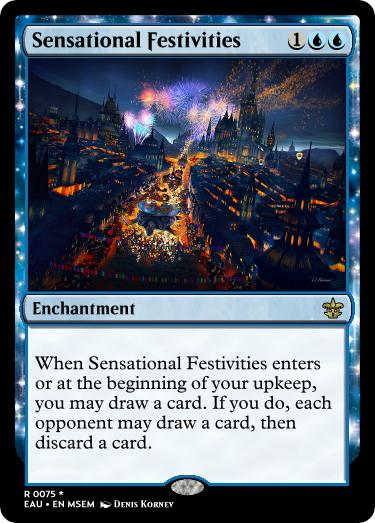 Sensational Festivities 1
Enchantment
When Sensational Festivities enters
or at the beginning of your upkeep,
you may draw a card. If you do, each
opponent may draw a card, then
discard a card.
R 0075 *
EAU • EN MSEM Denis Kornev